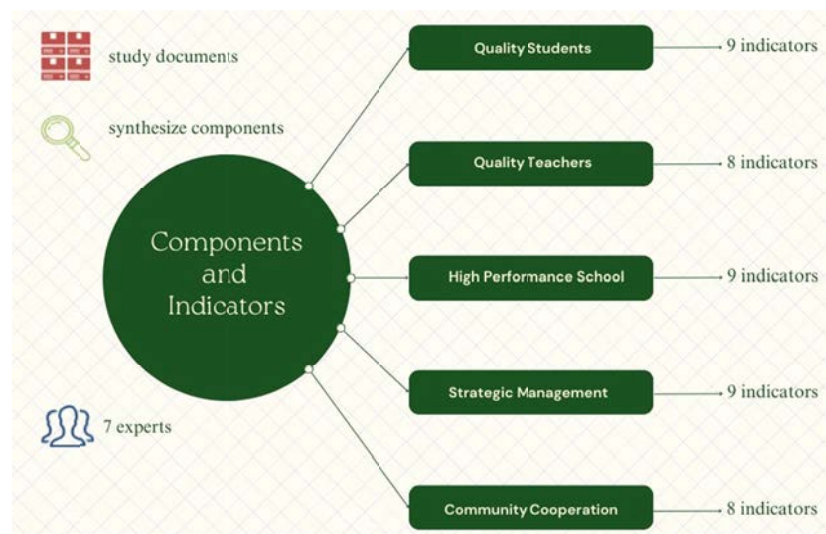 study documents
synthesize components
Components
and
Indicators
7 experts
Quality Students
9 indicators
Quality Teachers
8 indicators
High Performance School
9 indicators
Strategic Management
9 indicators
Community Cooperation
8 indicators